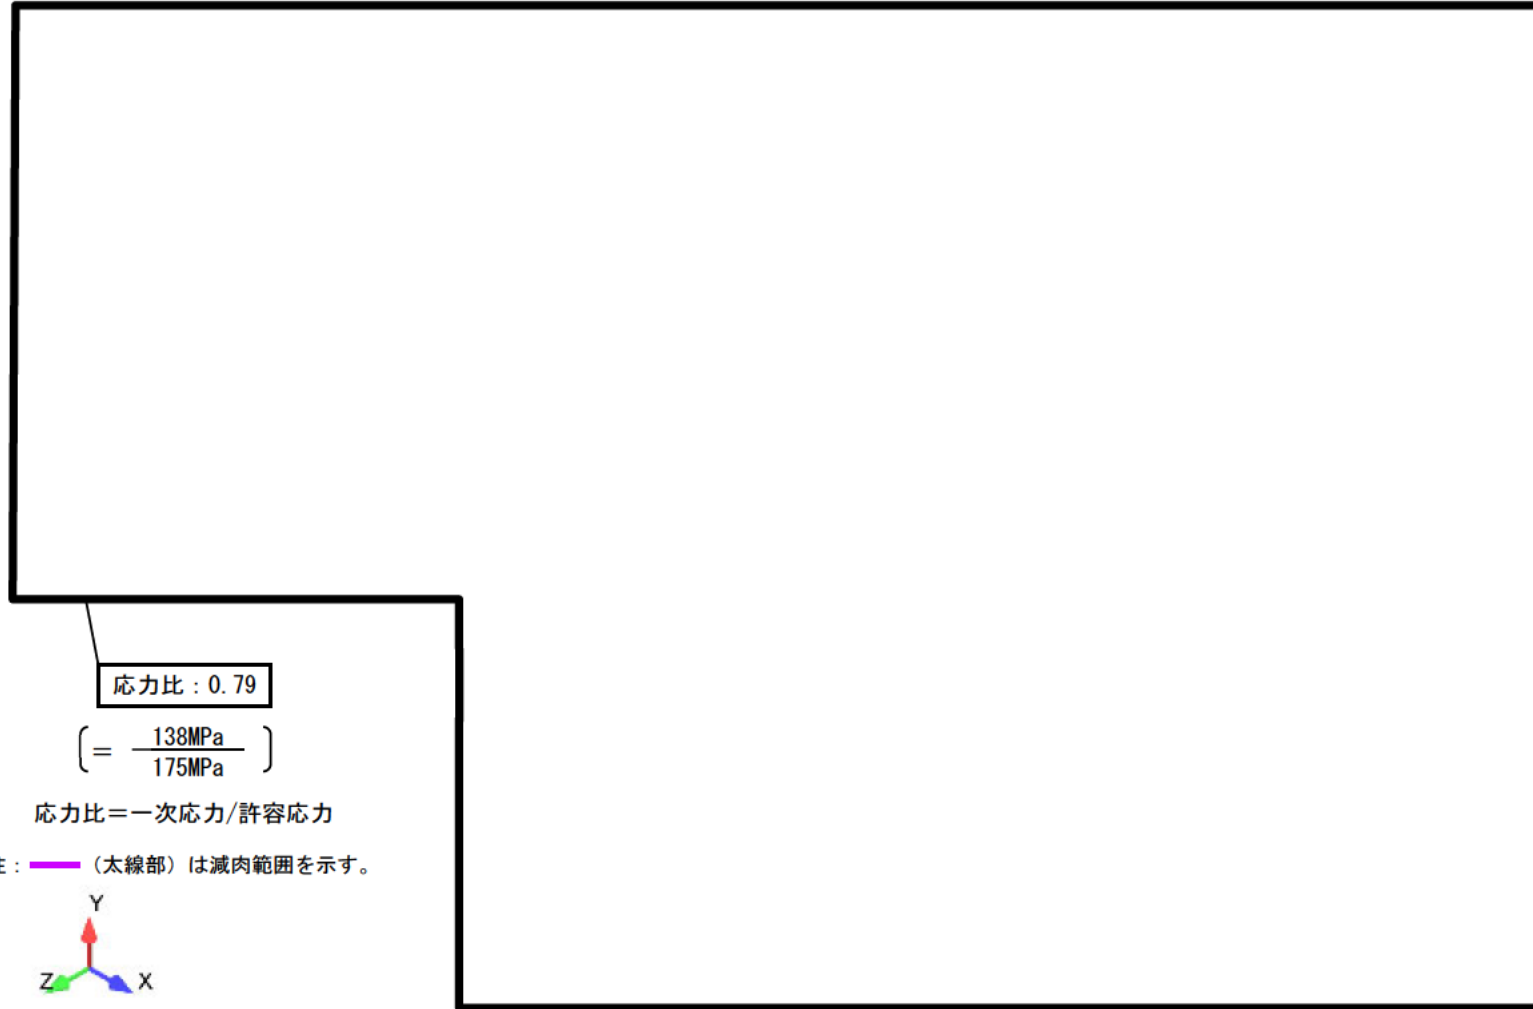 応力比：0.79
〔＝ 138MPa
175MPa 〕
応力比＝一次応力/許容応力
：（太線部）は減肉範囲を示す。
Y
Z X